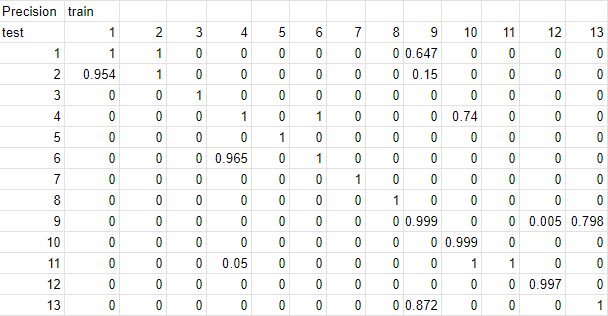 Precision train
test 1 2 3 4 5 6 7 8 9 10 11 12 13
1 1 1 0 0 0 0 0 0 0.647 0 0 0 0
2 0.954 1 0 0 0 0 0 0 0.15 0 0 0 0
3 0 0 1 0 0 0 0 0 0 0 0 0 0
4 0 0 0 1 0 1 0 0 0 0.74 0 0 0
5 0 0 0 0 1 0 0 0 0 0 0 0 0
6 0 0 0 0.965 0 1 0 0 0 0 0 0 0
7 0 0 0 0 0 0 1 0 0 0 0 0 0
8 0 0 0 0 0 0 0 1 0 0 0 0 0
9 0 0 0 0 0 0 0 0 0.999 0 0 0.005 0.798
10 0 0 0 0 0 0 0 0 0 0.999 0 0 0
11 0 0 0 0.05 0 0 0 0 0 1 1 0 0
12 0 0 0 0 0 0 0 0 0 0 0 0.997 0
13 0 0 0 0 0 0 0 0 0.872 0 0 0 1